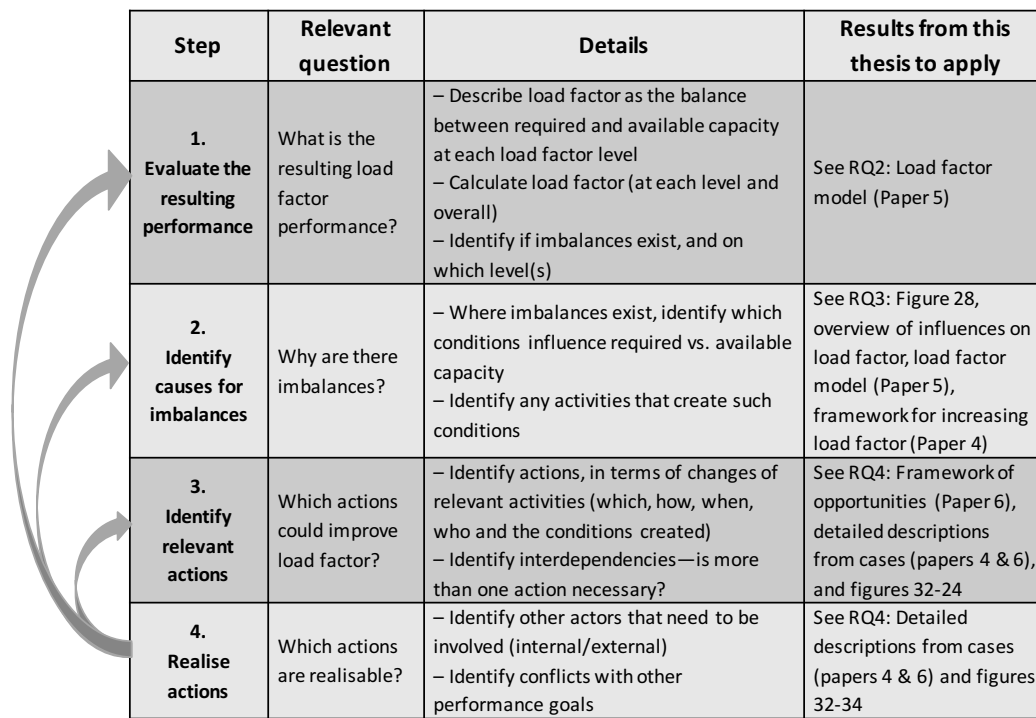 Step
Relevant
question
Details
Results from this
thesis to apply
1.
Evaluate the
resulting
performance
What is the
resulting load
factor
performance?
– Describe load factor as the balance
between required and available capacity
at each load factor level
– Calculate load factor (at each level and
overall)
– Identify if imbalances exist, and on
which level(s)
See RQ2: Load factor
model (Paper 5)
2.
Identify
causes for
imbalances
Why are there
imbalances?
– Where imbalances exist, identify which
conditions influence required vs. available
capacity
– Identify any activities that create such
conditions
See RQ3: Figure 28,
overview of influences on
load factor, load factor
model (Paper 5),
framework for increasing
load factor (Paper 4)
3.
Identify
relevant
actions
Which actions
could improve
load factor?
– Identify actions, in terms of changes of
relevant activities (which, how, when,
who and the conditions created)
– Identify interdependencies—is more
than one action necessary?
See RQ4: Framework of
opportunities (Paper 6),
detailed descriptions
from cases (papers 4 & 6),
and figures 32-24
4.
Realise
actions
Which actions
are realisable?
– Identify other actors that need to be
involved (internal/external)
– Identify conflicts with other
performance goals
See RQ4: Detailed
descriptions from cases
(papers 4 & 6) and figures
32-34